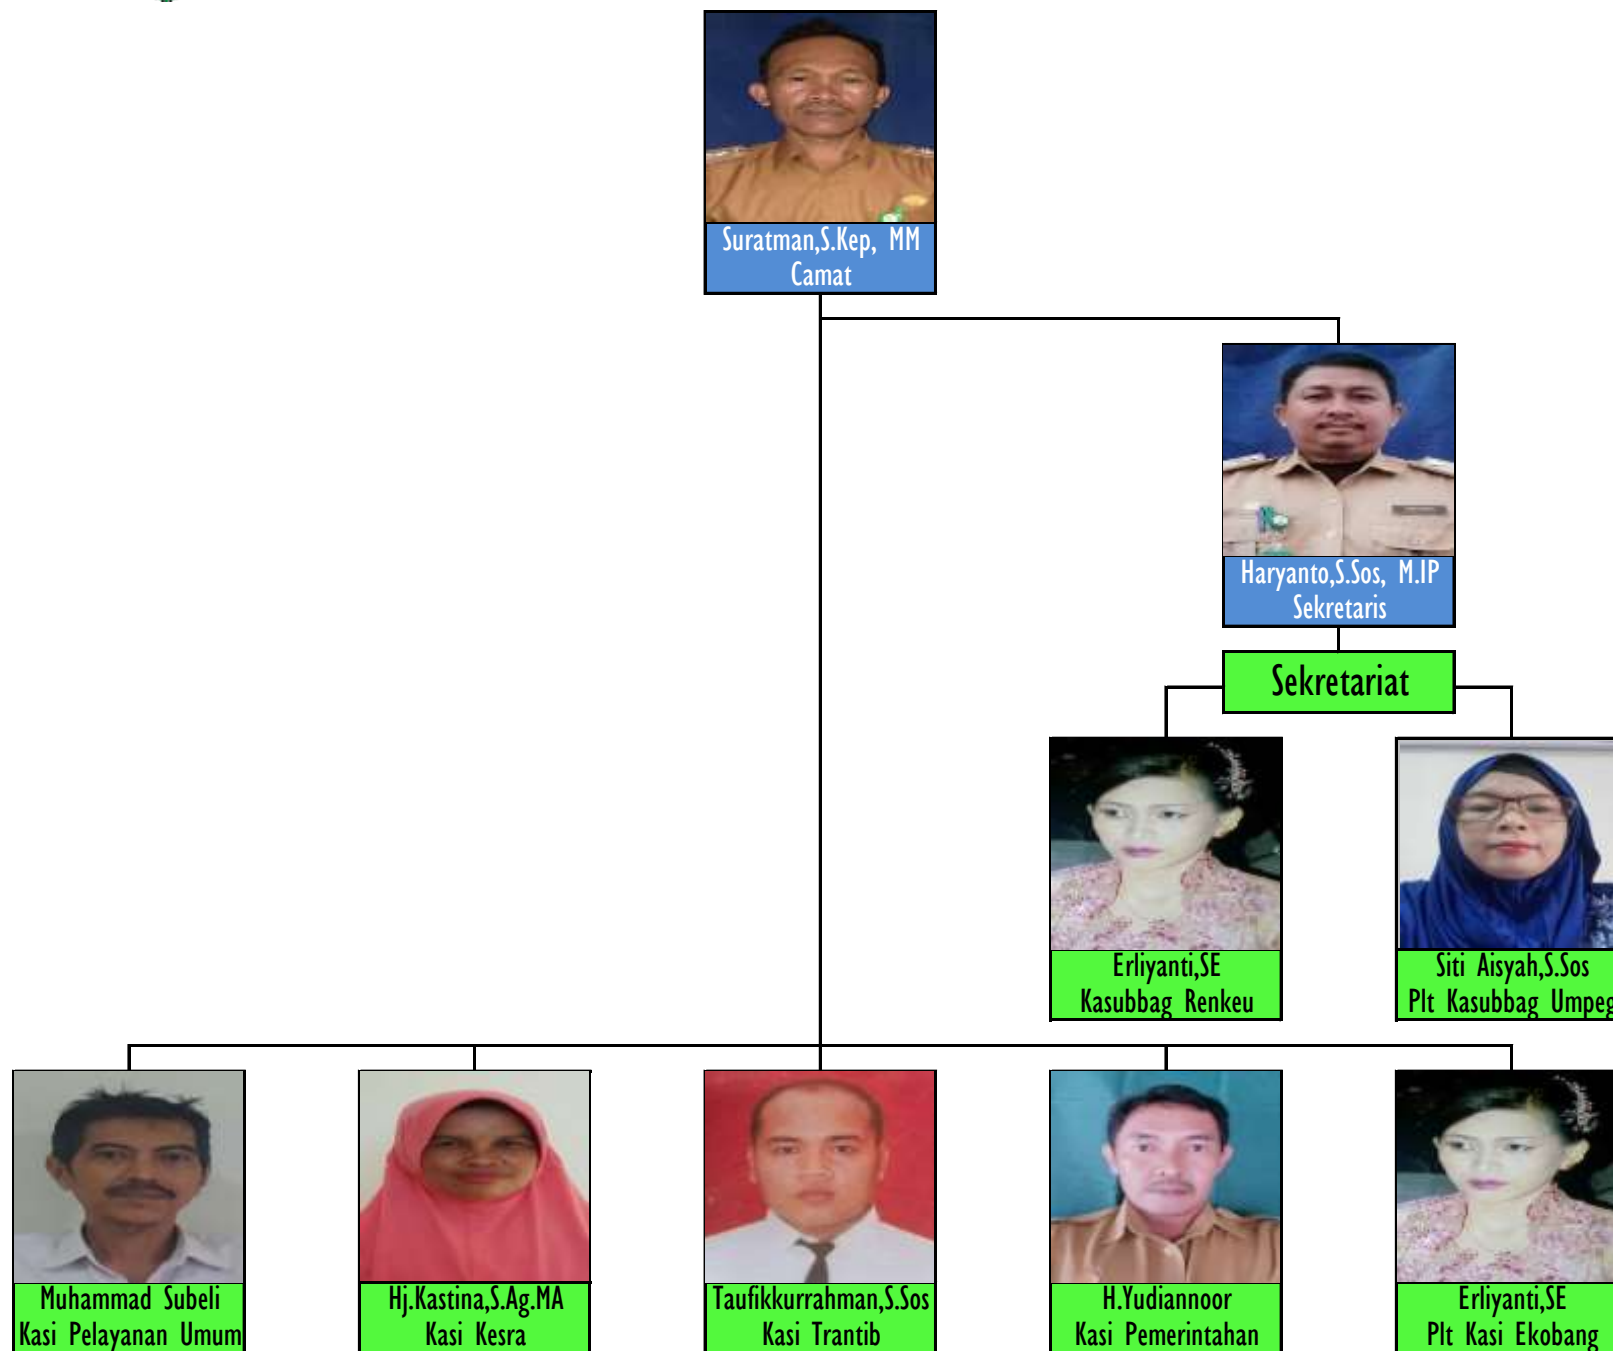 Suratman,S.Kep, MM
Camat
Haryanto,S.Sos, M.IP
Sekretaris
Sekretariat
Erliyanti,SE
Kasubbag Renkeu
Siti Aisyah,S.Sos
Plt Kasubbag Umpeg
Muhammad Subeli
Kasi Pelayanan Umum
Hj.Kastina,S.Ag.MA
Kasi Kesra
Taufikkurrahman,S.Sos
Kasi Trantib
H.Yudiannoor
Kasi Pemerintahan
Erliyanti,SE
Plt Kasi Ekobang